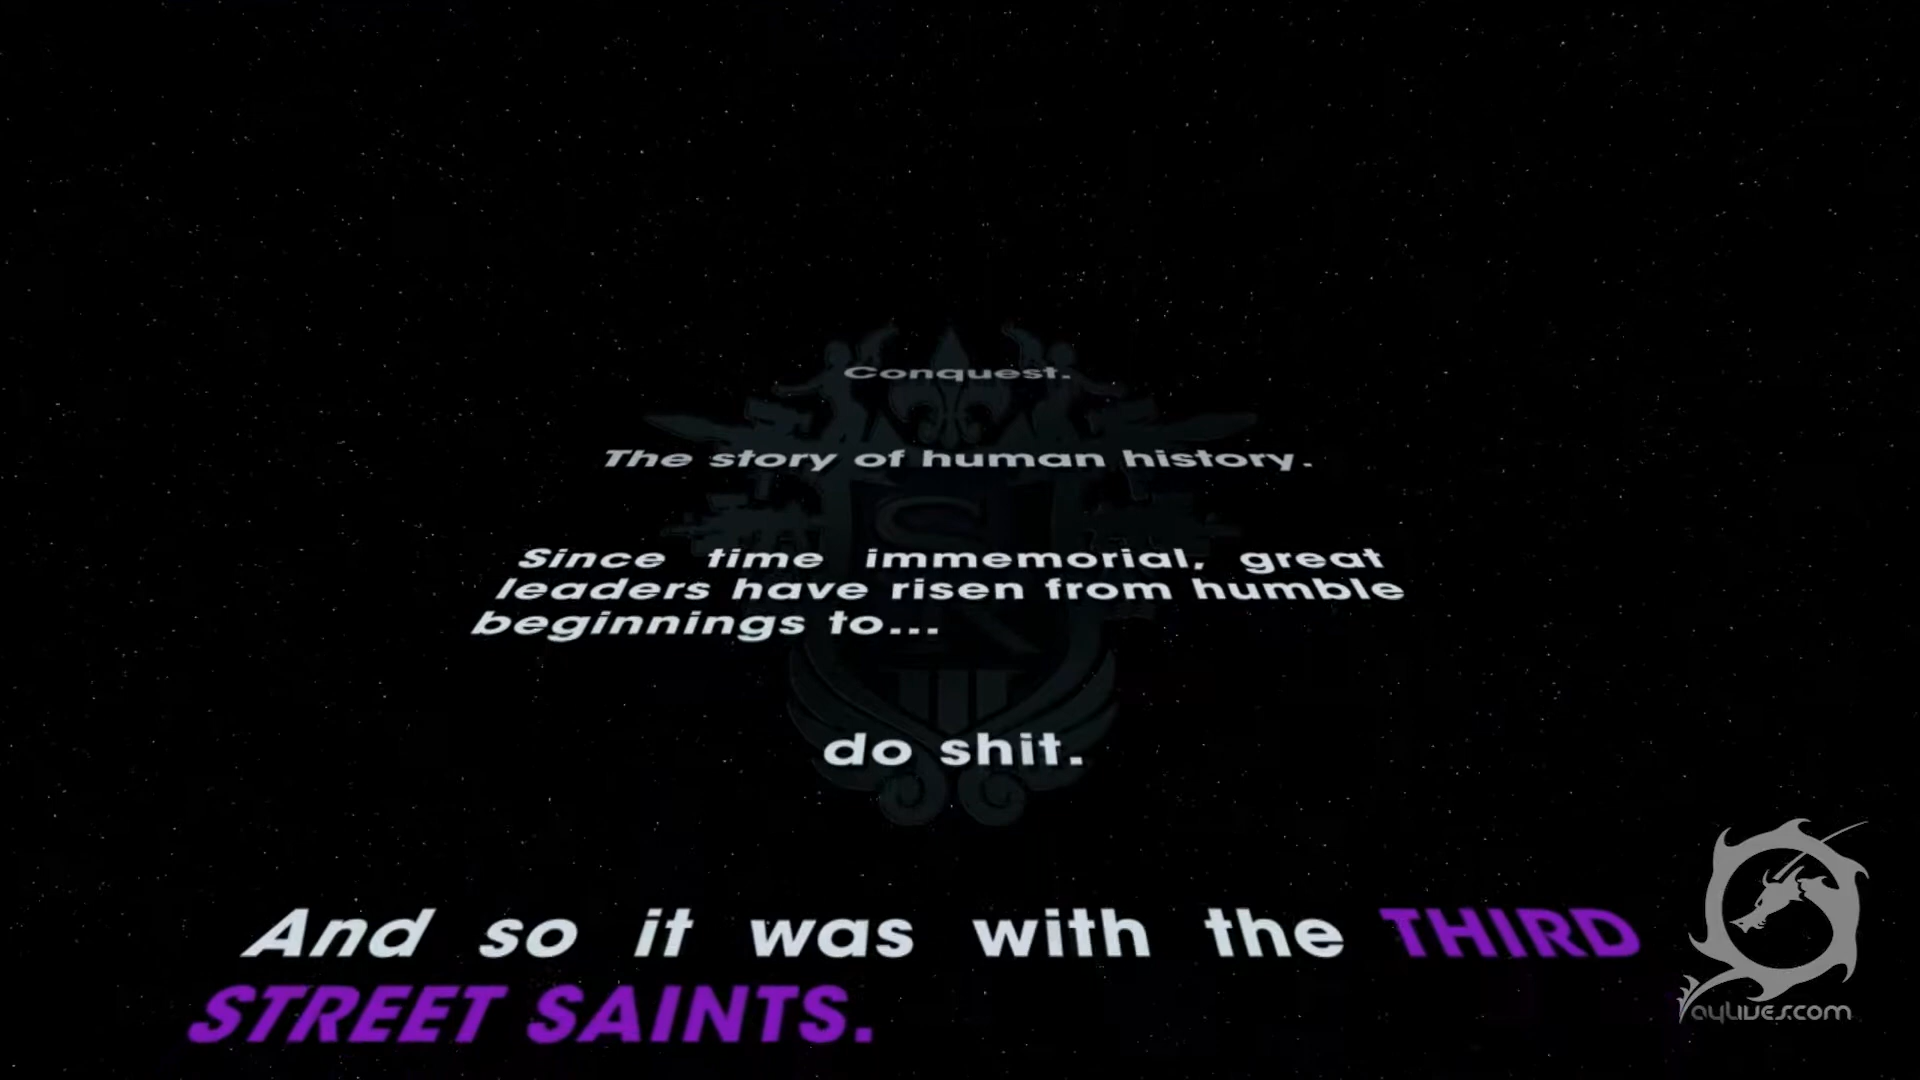 Conquest.
The story of human history.
Since time immemorial, great
leaders have risen from humble
beginnings to...
do shit.
And so it was with the THIRD
STREET SAINTS.
aylives.com